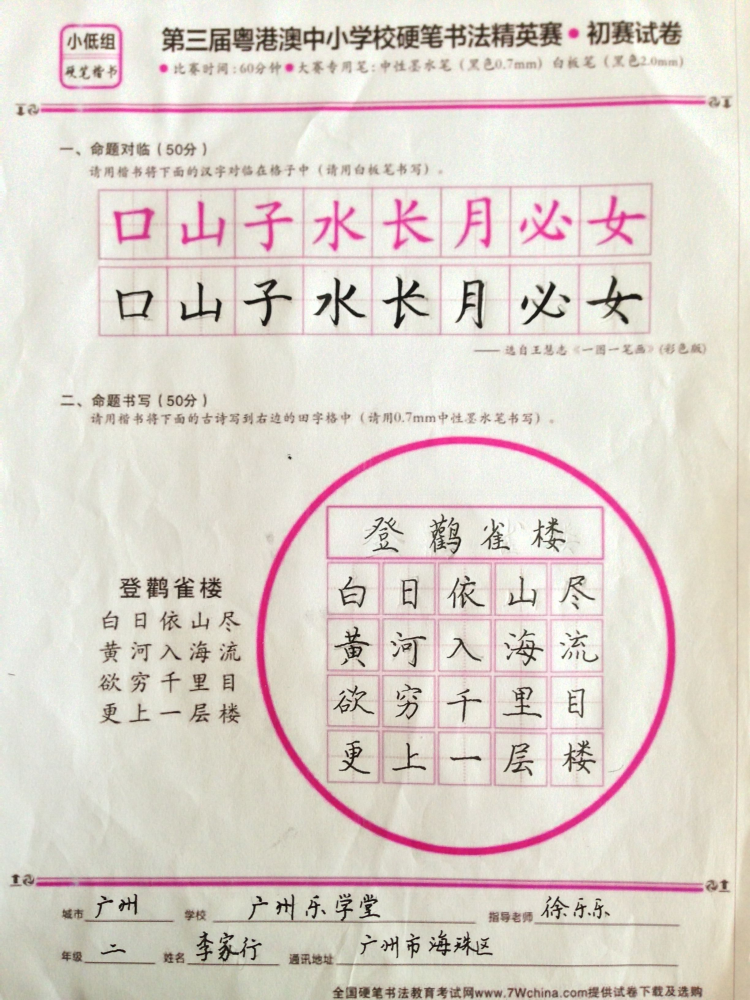 小低组
硬笔楷书
第三届粤港澳中小学校硬笔书法精英赛•初赛试卷
•比赛时间:60分钟•大赛专用笔:中性墨水笔（黑色0.7mm）白板笔（黑色2.0mm）
一、命题对临（50分）
请用楷书将下面的汉字对临在格子中（请用白板笔书写）。
口山子水长月必女
口山子水长月必女
—— 选自王慧志《一图一笔画》(彩色版)
二、命题书写（50分）
请用楷书将下面的古诗写到右边的田字格中（请用0.7mm中性墨水笔书写）。
登鹳雀楼
白日依山尽
黄河入海流
欲穷千里目
更上一层楼
登鹳雀楼
白日依山尽
黄河入海流
欲穷千里目
更上一层楼
城市 广州 学校 广州乐学堂 指导老师 徐乐乐
年级 二 姓名 李家行 通讯地址 广州市海珠区
全国硬笔书法教育考试网www.7Wchina.com提供试卷下载及选购